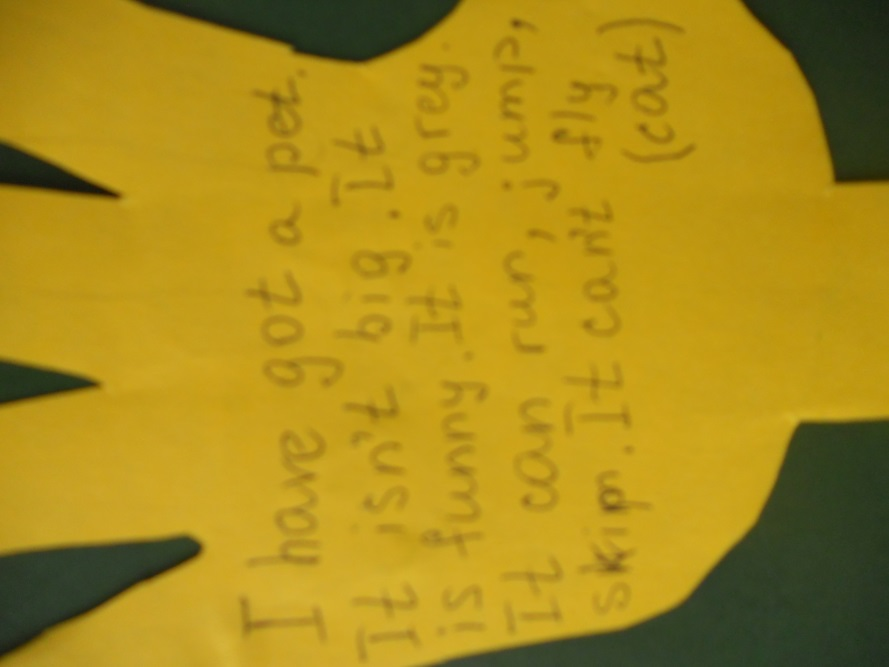 I have got a pet.
It isn't big. It
is funny. It is grey.
It can run, jump,
skip. It can't fly
(cat)